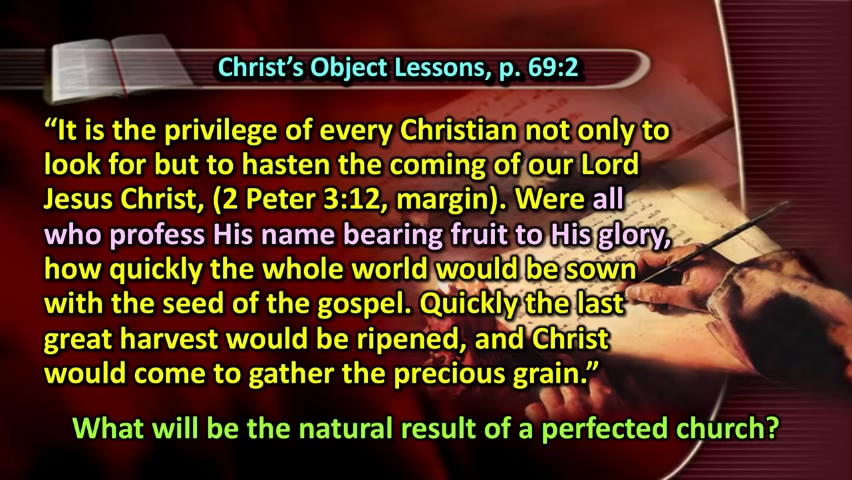 Christ’s Object Lessons, p. 69:2
“It is the privilege of every Christian not only to
look for but to hasten the coming of our Lord
Jesus Christ, (2 Peter 3:12, margin). Were all
who profess His name bearing fruit to His glory,
how quickly the whole world would be sown
with the seed of the gospel. Quickly the last
great harvest would be ripened, and Christ
would come to gather the precious grain.”
What will be the natural result of a perfected church?